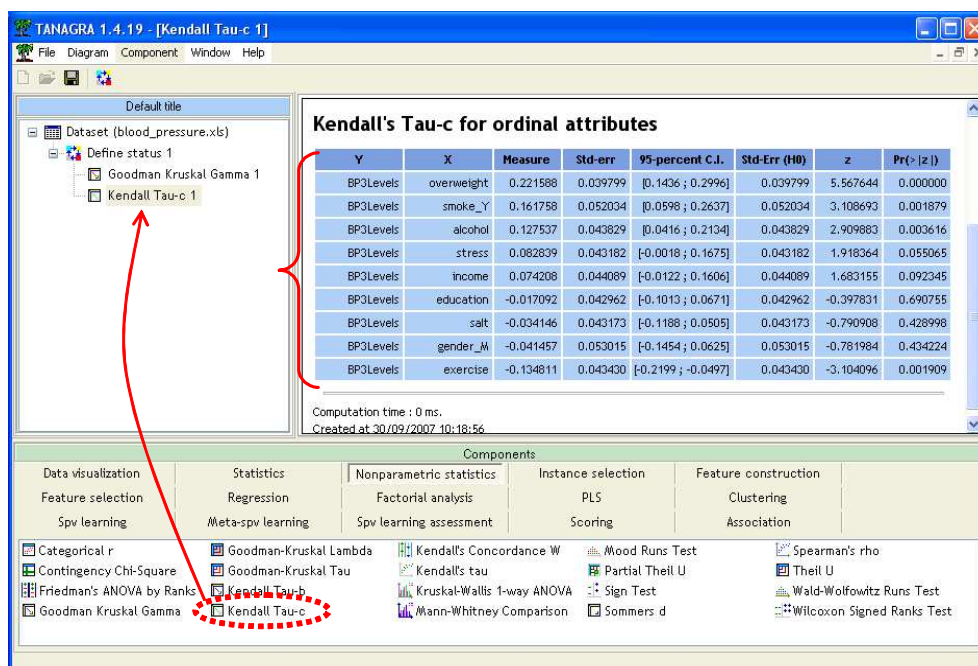 TANAGRA 1.4.19 - [Kendall Tau-c 1]
File Diagram Component Window Help
Default title
Dataset (blood_pressure.xls)
Define status 1
Goodman Kruskal Gamma 1
Kendall Tau-c 1
Kendall's Tau-c for ordinal attributes
Y X Measure Std-err 95-percent C.I. Std-Err (H0) z Pr(>|z|)
BP3Levels overweight 0.221588 0.039799 [0.1436 ; 0.2996] 0.039799 5.567644 0.000000
BP3Levels smoke_Y 0.161758 0.052034 [0.0598 ; 0.2637] 0.052034 3.108693 0.001879
BP3Levels alcohol 0.127537 0.043829 [0.0416 ; 0.2134] 0.043829 2.909883 0.003616
BP3Levels stress 0.082839 0.043182 [-0.0018 ; 0.1675] 0.043182 1.918364 0.055065
BP3Levels income 0.074208 0.044089 [-0.0122 ; 0.1606] 0.044089 1.683155 0.092345
BP3Levels education -0.017092 0.042962 [-0.1013 ; 0.0671] 0.042962 -0.397831 0.690755
BP3Levels salt -0.034146 0.043173 [-0.1188 ; 0.0505] 0.043173 -0.790908 0.428998
BP3Levels gender_M -0.041457 0.053015 [-0.1454 ; 0.0625] 0.053015 -0.781984 0.434224
BP3Levels exercise -0.134811 0.043430 [-0.2199 ; -0.0497] 0.043430 -3.104096 0.001909
Computation time : 0 ms.
Created at 30/09/2007 10:18:56
Components
Data visualization Statistics Nonparametric statistics Instance selection Feature construction
Feature selection Regression Factorial analysis PLS Clustering
Spv learning Meta-spv learning Spv learning assessment Scoring Association
Categorical r Goodman-Kruskal Lambda Kendall's Concordance W Mood Runs Test Spearman's rho
Contingency Chi-Square Goodman-Kruskal Tau Kendall's tau Partial Theil U Theil U
Friedman's ANOVA by Ranks Kendall Tau-b Kruskal-Wallis 1-way ANOVA Sign Test Wald-Wolfowitz Runs Test
Goodman Kruskal Gamma Kendall Tau-c Mann-Whitney Comparison Sommers d Wilcoxon Signed Ranks Test